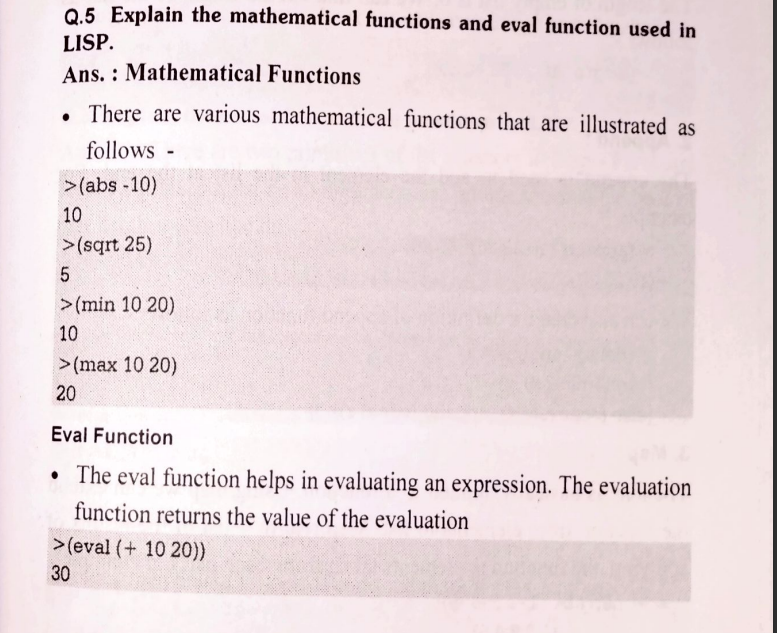 Q.5 Explain the mathematical functions and eval function used in
LISP.
Ans. : Mathematical Functions
• There are various mathematical functions that are illustrated as
follows -
>(abs -10)
10
>(sqrt 25)
5
>(min 10 20)
10
>(max 10 20)
20
Eval Function
• The eval function helps in evaluating an expression. The evaluation
function returns the value of the evaluation
>(eval (+ 10 20))
30